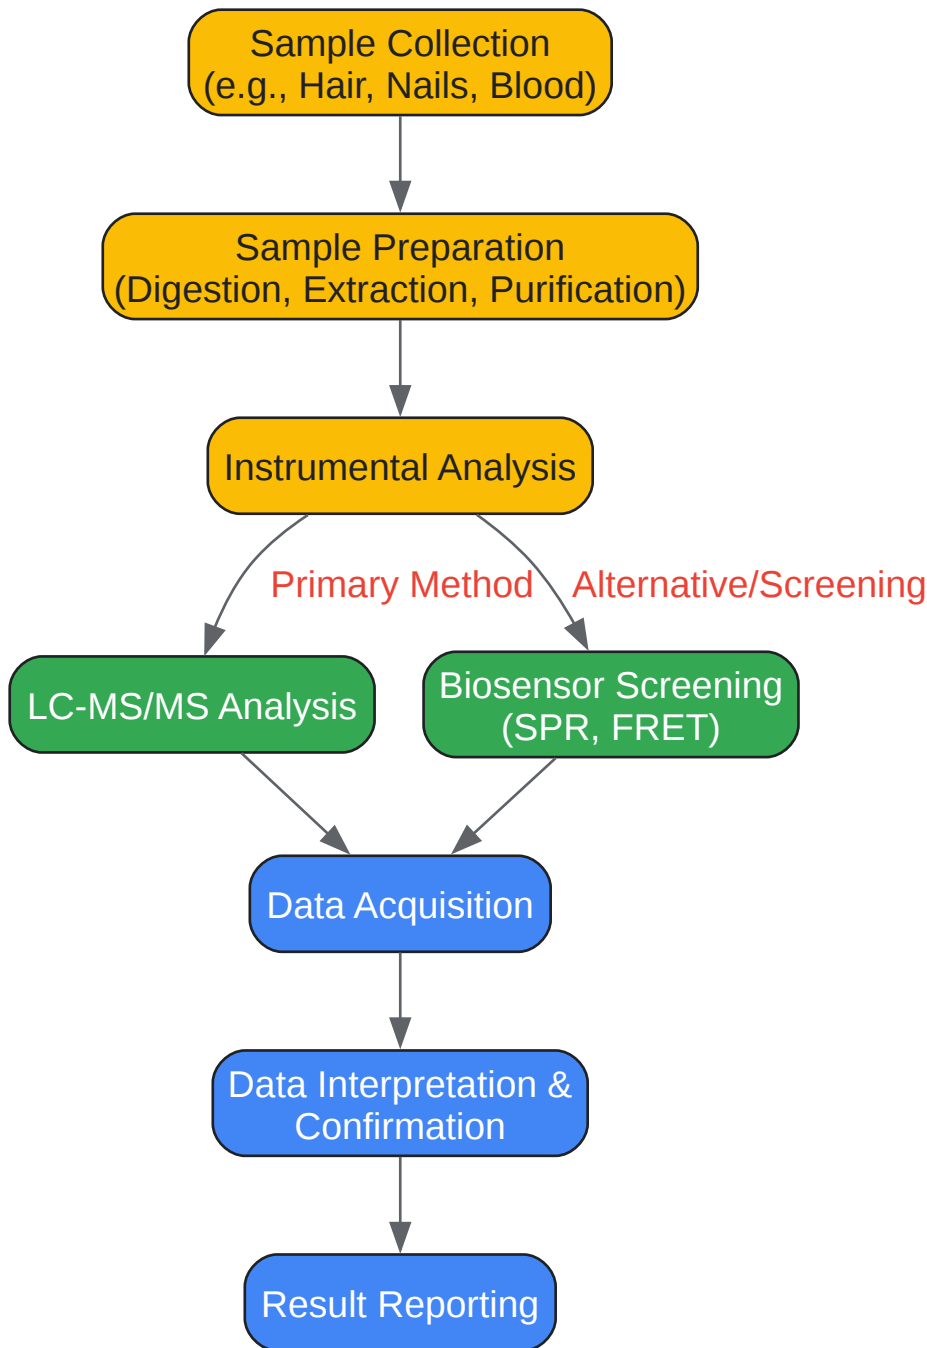 Sample Collection
(e.g., Hair, Nails, Blood)
Sample Preparation
(Digestion, Extraction, Purification)
Instrumental Analysis
Primary Method
Alternative/Screening
LC-MS/MS Analysis
Biosensor Screening
(SPR, FRET)
Data Acquisition
Data Interpretation &
Confirmation
Result Reporting